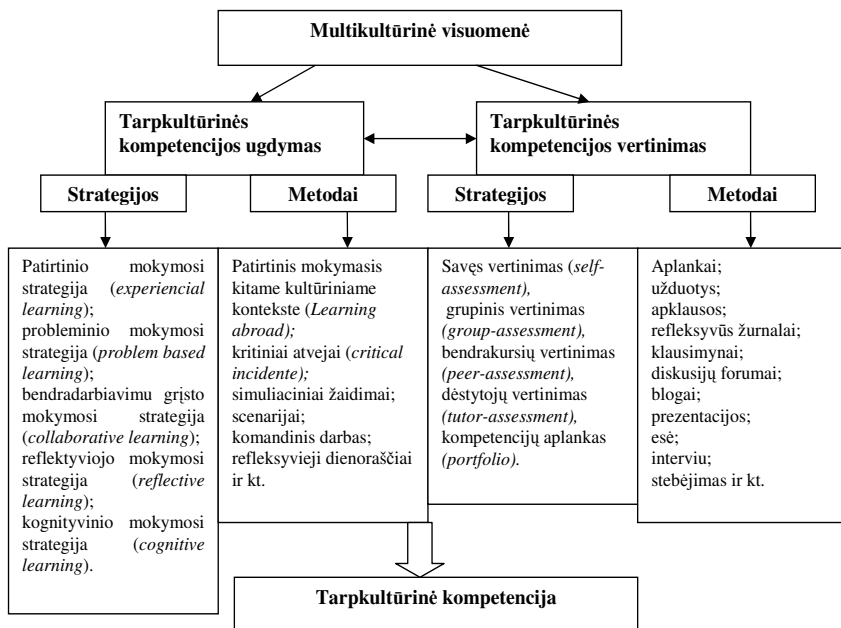 Multikultūrinė visuomenė
Tarpkultūrinės
kompetencijos ugdymas
Tarpkultūrinės
kompetencijos vertinimas
Strategijos
Metodai
Strategijos
Metodai
Patirtinio mokymosi
strategija (experiencial
learning);
probleminio mokymosi
strategija (problem based
learning);
bendradarbiavimu grįsto
mokymosi strategija
(collaborative learning);
reflektyviojo mokymosi
strategija (reflective
learning);
kognityvinio mokymosi
strategija (cognitive
learning).
Patirtinis mokymasis
kitame kultūriniame
kontekste (Learning
abroad);
kritiniai atvejai (critical
incidente);
simuliaciniai žaidimai;
scenarijai;
komandinis darbas;
refleksyvieji dienoraščiai
ir kt.
Savęs vertinimas (self-
assessment),
grupinis vertinimas
(group-assessment),
bendrakursių vertinimas
(peer-assessment),
dėstytojų vertinimas
(tutor-assessment),
kompetencijų aplankas
(portfolio).
Aplankai;
užduotys;
apklausos;
refleksyvūs žurnalai;
klausimynai;
diskusijų forumai;
blogai;
prezentacijos;
esė;
interviu;
stebėjimas ir kt.
Tarpkultūrinė kompetencija